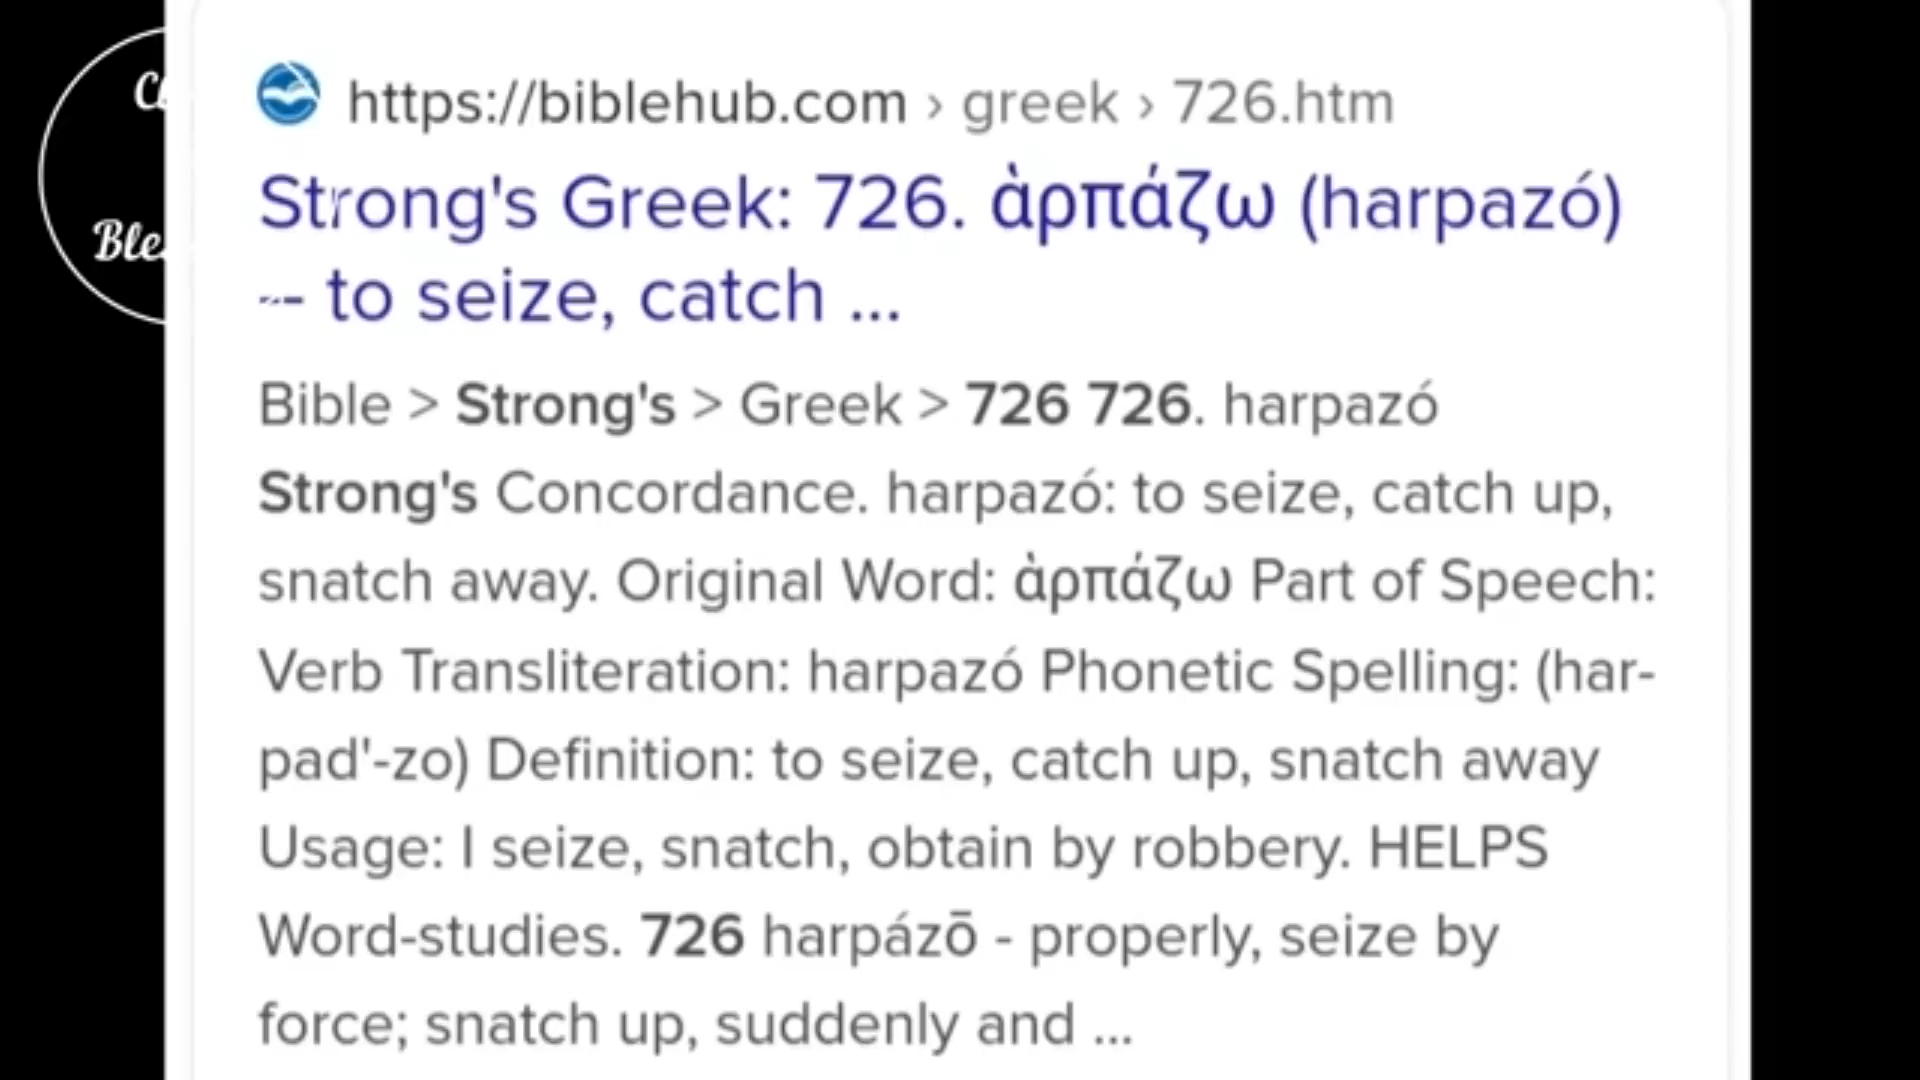 https://biblehub.com › greek › 726.htm
Strong's Greek: 726. ἁρπάζω (harpazó)
-- to seize, catch ...
Bible > Strong's > Greek > 726 726. harpazó
Strong's Concordance. harpazó: to seize, catch up,
snatch away. Original Word: ἁρπάζω Part of Speech:
Verb Transliteration: harpazó Phonetic Spelling: (har-
pad'-zo) Definition: to seize, catch up, snatch away
Usage: I seize, snatch, obtain by robbery. HELPS
Word-studies. 726 harpázō - properly, seize by
force; snatch up, suddenly and ...